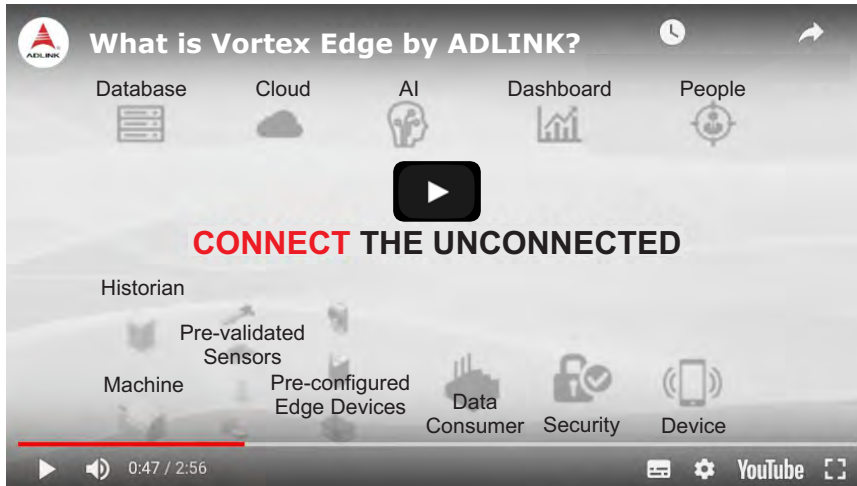 ADLINK
What is Vortex Edge by ADLINK?
Database Cloud AI Dashboard People
CONNECT THE UNCONNECTED
Historian
Pre-validated
Sensors
Machine
Pre-configured
Edge Devices
Data
Consumer
Security
Device
0:47 / 2:56
YouTube